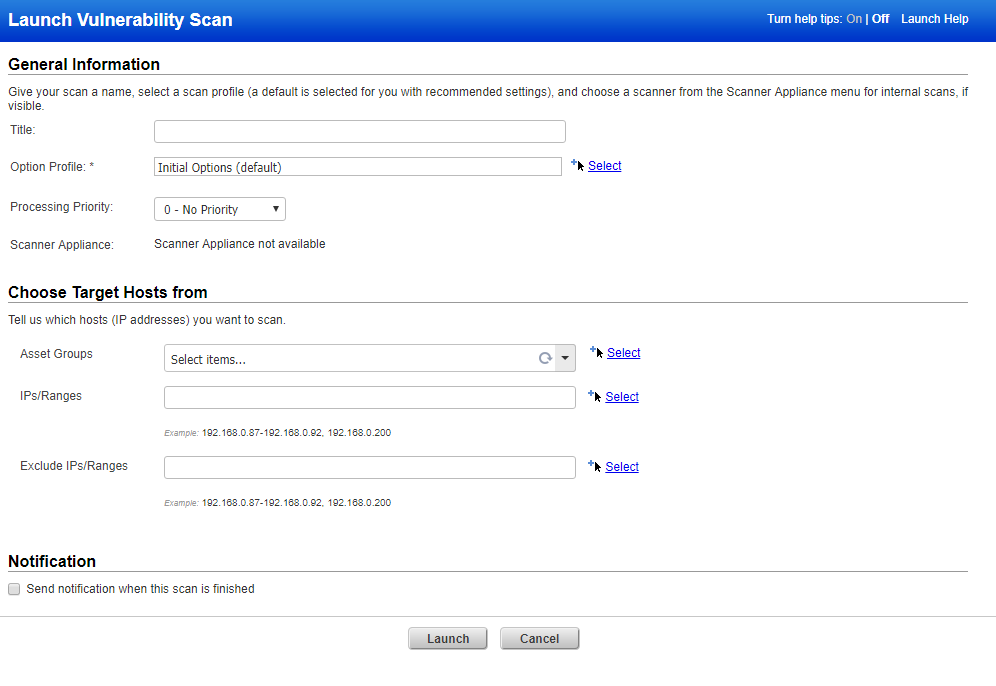 Launch Vulnerability Scan
Turn help tips: On | Off Launch Help
General Information
Give your scan a name, select a scan profile (a default is selected for you with recommended settings), and choose a scanner from the Scanner Appliance menu for internal scans, if
visible.
Title:
Option Profile: * Initial Options (default) Select
Processing Priority: 0 - No Priority
Scanner Appliance: Scanner Appliance not available
Choose Target Hosts from
Tell us which hosts (IP addresses) you want to scan.
Asset Groups Select items... Select
IPs/Ranges Select
Example: 192.168.0.87-192.168.0.92, 192.168.0.200
Exclude IPs/Ranges Select
Example: 192.168.0.87-192.168.0.92, 192.168.0.200
Notification
Send notification when this scan is finished
Launch Cancel